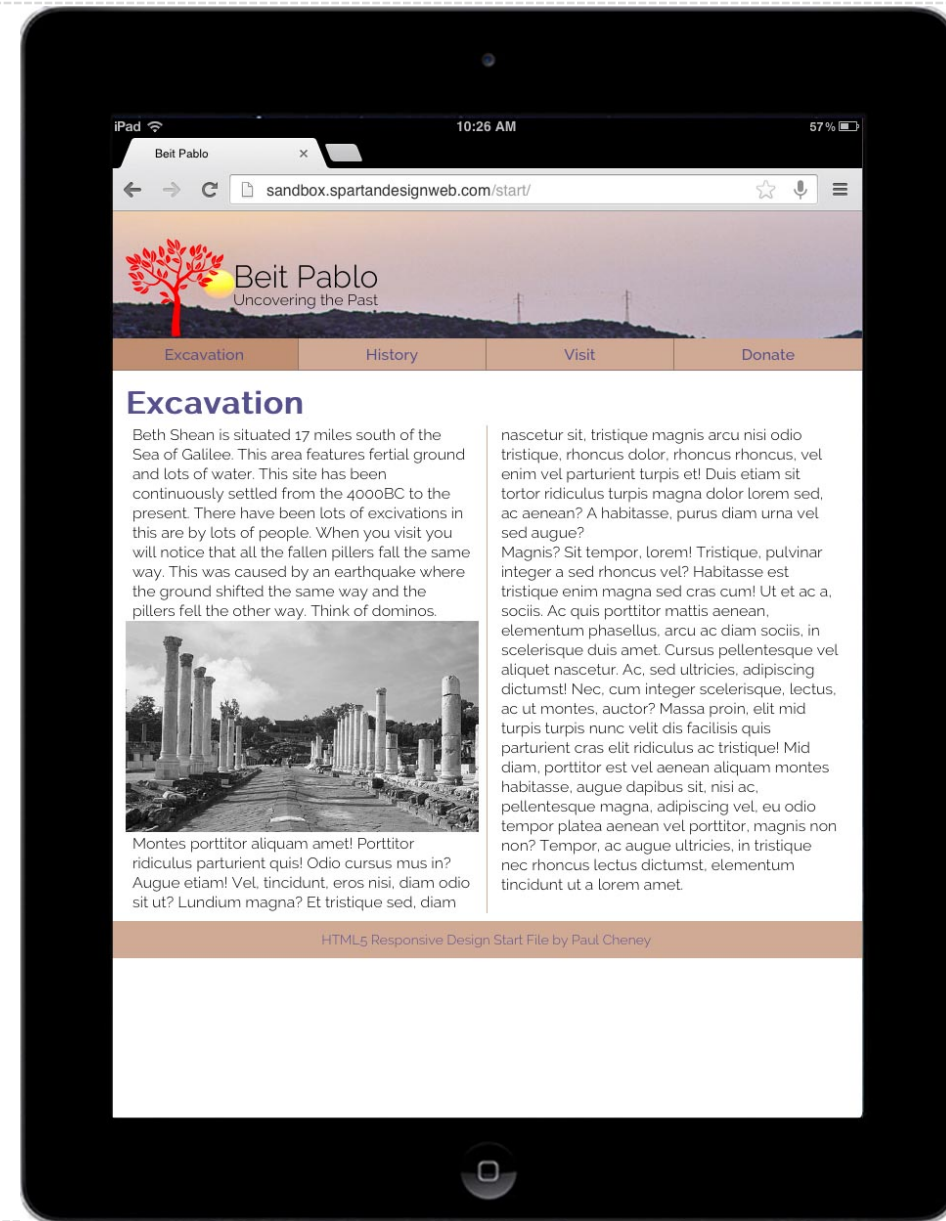 iPad
10:26 AM
57%
Beit Pablo
sandbox.spartandesignweb.com/start/
Beit Pablo
Uncovering the Past
Excavation
History
Visit
Donate
Excavation
Beth Shean is situated 17 miles south of the
Sea of Galilee. This area features fertial ground
and lots of water. This site has been
continuously settled from the 4000BC to the
present. There have been lots of excivations in
this are by lots of people. When you visit you
will notice that all the fallen pillers fall the same
way. This was caused by an earthquake where
the ground shifted the same way and the
pillers fell the other way. Think of dominos.
Montes porttitor aliquam amet! Porttitor
ridiculus parturient quis! Odio cursus mus in?
Augue etiam! Vel, tincidunt, eros nisi, diam odio
sit ut? Lundium magna? Et tristique sed, diam
nascetur sit, tristique magnis arcu nisi odio
tristique, rhoncus dolor, rhoncus rhoncus, vel
enim vel parturient turpis et! Duis etiam sit
tortor ridiculus turpis magna dolor lorem sed,
ac aenean? A habitasse, purus diam urna vel
sed augue?
Magnis? Sit tempor, lorem! Tristique, pulvinar
integer a sed rhoncus vel? Habitasse est
tristique enim magna sed cras cum! Ut et ac a,
sociis. Ac quis porttitor mattis aenean,
elementum phasellus, arcu ac diam sociis, in
scelerisque duis amet. Cursus pellentesque vel
aliquet nascetur. Ac, sed ultricies, adipiscing
dictumst! Nec, cum integer scelerisque, lectus,
ac ut montes, auctor? Massa proin, elit mid
turpis turpis nunc velit dis facilisis quis
parturient cras elit ridiculus ac tristique! Mid
diam, porttitor est vel aenean aliquam montes
habitasse, augue dapibus sit, nisi ac,
pellentesque magna, adipiscing vel, eu odio
tempor platea aenean vel porttitor, magnis non
non? Tempor, ac augue ultricies, in tristique
nec rhoncus lectus dictumst, elementum
tincidunt ut a lorem amet.
HTML5 Responsive Design Start File by Paul Cheney